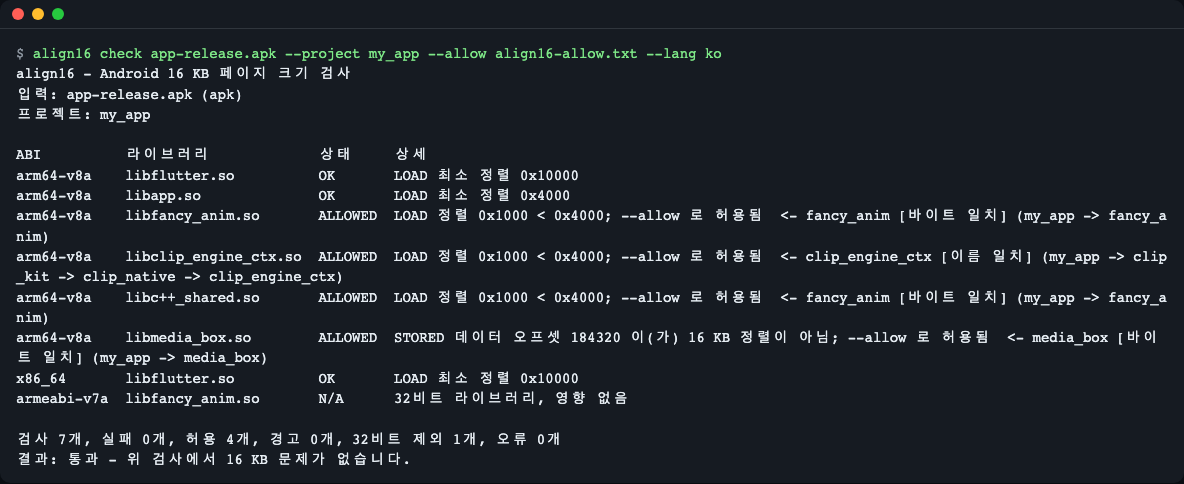 $ align16 check app-release.apk --project my_app --allow align16-allow.txt --lang ko
align16 – Android 16 KB 페이지 크기 검사
입력: app-release.apk (apk)
프로젝트: my_app
ABI 라이브러리 상태 상세
arm64-v8a libflutter.so OK LOAD 최소 정렬 0x10000
arm64-v8a libapp.so OK LOAD 최소 정렬 0x4000
arm64-v8a libfancy_anim.so ALLOWED LOAD 정렬 0x1000 < 0x4000; --allow 로 허용됨 <- fancy_anim [바이트 일치] (my_app -> fancy_a
nim)
arm64-v8a libclip_engine_ctx.so ALLOWED LOAD 정렬 0x1000 < 0x4000; --allow 로 허용됨 <- clip_engine_ctx [이름 일치] (my_app -> clip
_kit -> clip_native -> clip_engine_ctx)
arm64-v8a libc++_shared.so ALLOWED LOAD 정렬 0x1000 < 0x4000; --allow 로 허용됨 <- fancy_anim [바이트 일치] (my_app -> fancy_a
nim)
arm64-v8a libmedia_box.so ALLOWED STORED 데이터 오프셋 184320 이(가) 16 KB 정렬이 아님; --allow 로 허용됨 <- media_box [바이
트 일치] (my_app -> media_box)
x86_64 libflutter.so OK LOAD 최소 정렬 0x10000
armeabi-v7a libfancy_anim.so N/A 32비트 라이브러리, 영향 없음
검사 7개, 실패 0개, 허용 4개, 경고 0개, 32비트 제외 1개, 오류 0개
결과: 통과 – 위 검사에서 16 KB 문제가 없습니다.